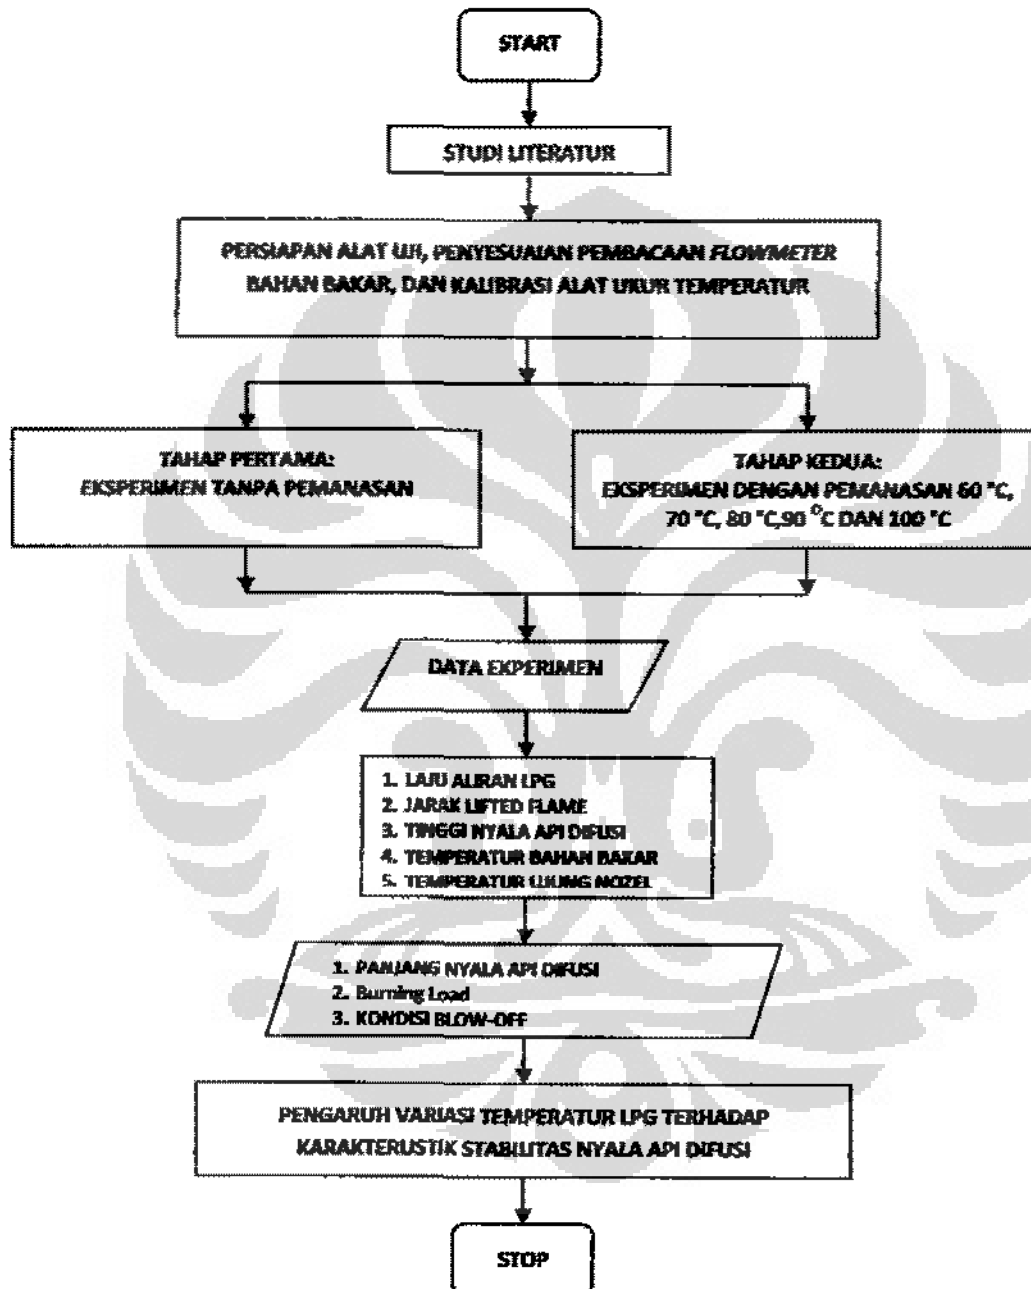 START
STUDI LITERATUR
PERSIAPAN ALAT UJI, PENYESUAIAN PEMBACAAN FLOWMETER
BAHAN BAKAR, DAN KALIBRASI ALAT UKUR TEMPERATUR
TAHAP PERTAMA:
EKSPERIMEN TANPA PEMANASAN
TAHAP KEDUA:
EKSPERIMEN DENGAN PEMANASAN 60 °C,
70 °C, 80 °C,90 °C DAN 100 °C
DATA EXPERIMEN
1. LAJU ALIRAN LPG
2. JARAK LIFTED FLAME
3. TINGGI NYALA API DIFUSI
4. TEMPERATUR BAHAN BAKAR
5. TEMPERATUR UJUNG NOZEL
1. PANJANG NYALA API DIFUSI
2. Burning Load
3. KONDISI BLOW-OFF
PENGARUH VARIASI TEMPERATUR LPG TERHADAP
KARAKTERUSTIK STABILITAS NYALA API DIFUSI
STOP